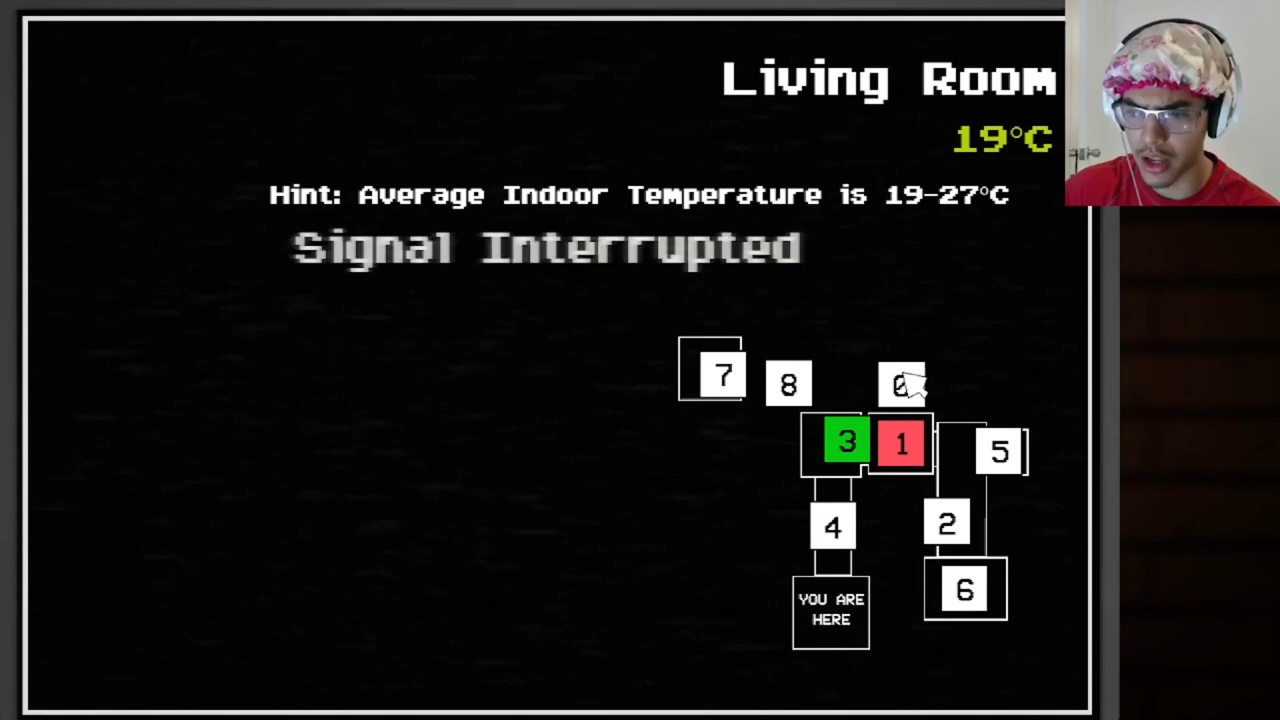 Living Room
19°C
Hint: Average Indoor Temperature is 19-27°C
Signal Interrupted
7
8
0
3
1
5
4
2
6
YOU ARE
HERE